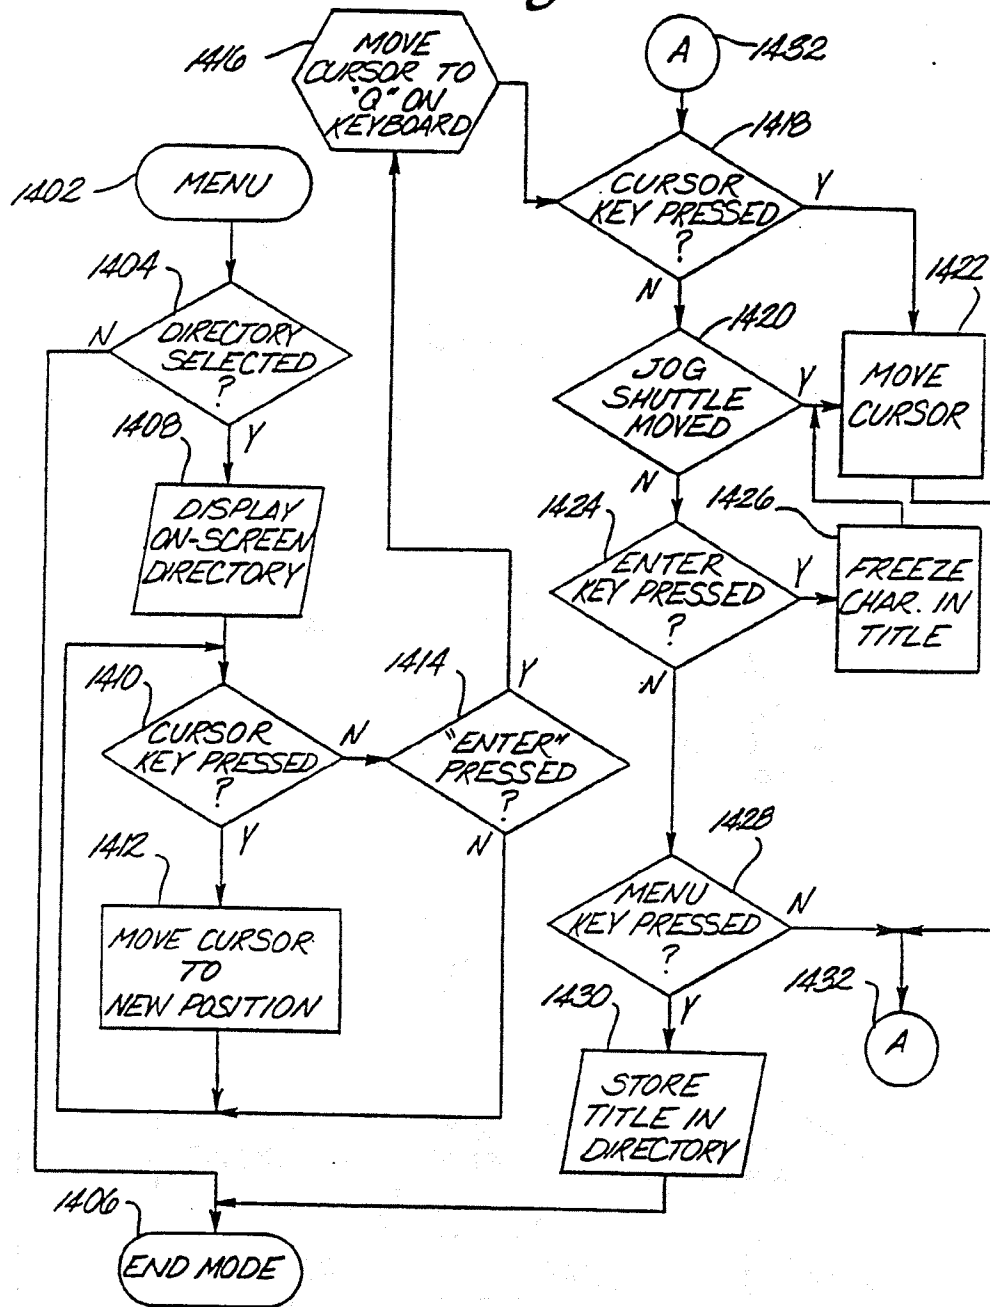 1416
MOVE
CURSOR TO
"Q" ON
KEYBOARD
A
1432
1418
CURSOR
KEY PRESSED
?
Y
N
1402
MENU
1404
N
DIRECTORY
SELECTED
?
Y
1408
DISPLAY
ON-SCREEN
DIRECTORY
1420
JOG
SHUTTLE
MOVED
Y
N
1422
MOVE
CURSOR
1424
ENTER
KEY PRESSED
?
Y
N
1426
FREEZE
CHAR. IN
TITLE
1410
CURSOR
KEY PRESSED
?
N
Y
1414
"ENTER"
PRESSED
?
Y
N
1412
MOVE CURSOR
TO
NEW POSITION
1428
MENU
KEY PRESSED
?
N
Y
1430
STORE
TITLE IN
DIRECTORY
1432
A
1406
END MODE